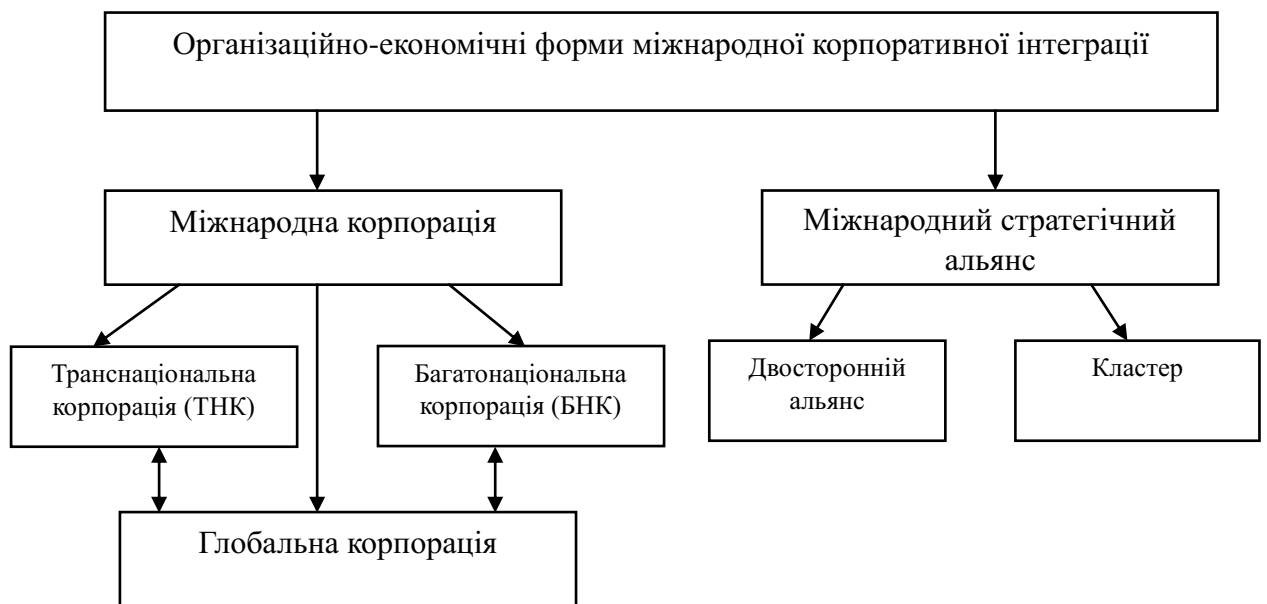 Організаційно-економічні форми міжнародної корпоративної інтеграції
Міжнародна корпорація
Міжнародний стратегічний
альянс
Транснаціональна
корпорація (ТНК)
Багатонаціональна
корпорація (БНК)
Двосторонній
альянс
Кластер
Глобальна корпорація